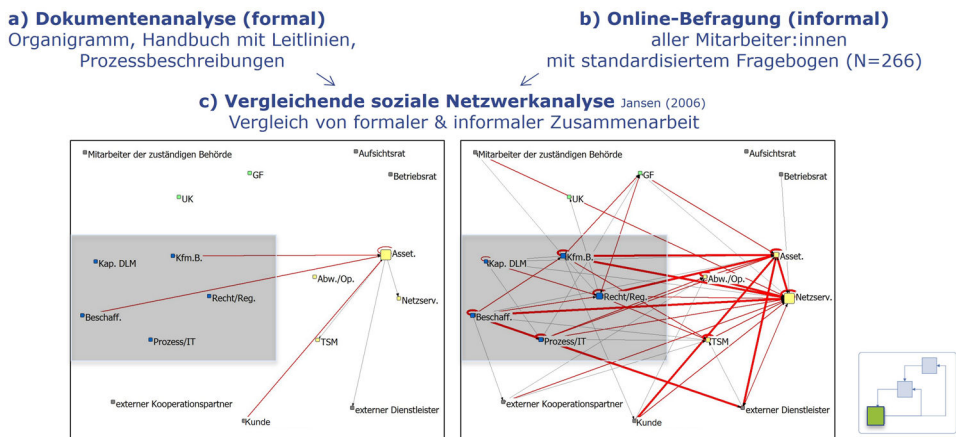 a) Dokumentenanalyse (formal)
Organigramm, Handbuch mit Leitlinien,
Prozessbeschreibungen
b) Online-Befragung (informal)
aller Mitarbeiter:innen
mit standardisiertem Fragebogen (N=266)
c) Vergleichende soziale Netzwerkanalyse Jansen (2006)
Vergleich von formaler & informaler Zusammenarbeit
Mitarbeiter der zuständigen Behörde
Aufsichtsrat
GF
Betriebsrat
UK
Kfm.B.
Asset.
Kap. DLM
Abw./Op.
Recht/Reg.
Netzserv.
Beschaff.
Prozess/IT
TSM
externer Kooperationspartner
externer Dienstleister
Kunde
Mitarbeiter der zuständigen Behörde
Aufsichtsrat
GF
Betriebsrat
UK
Kfm.B.
Asset.
Kap. DLM
Abw./Op.
Recht/Reg.
Netzserv.
Beschaff.
Prozess/IT
TSM
externer Kooperationspartner
externer Dienstleister
Kunde